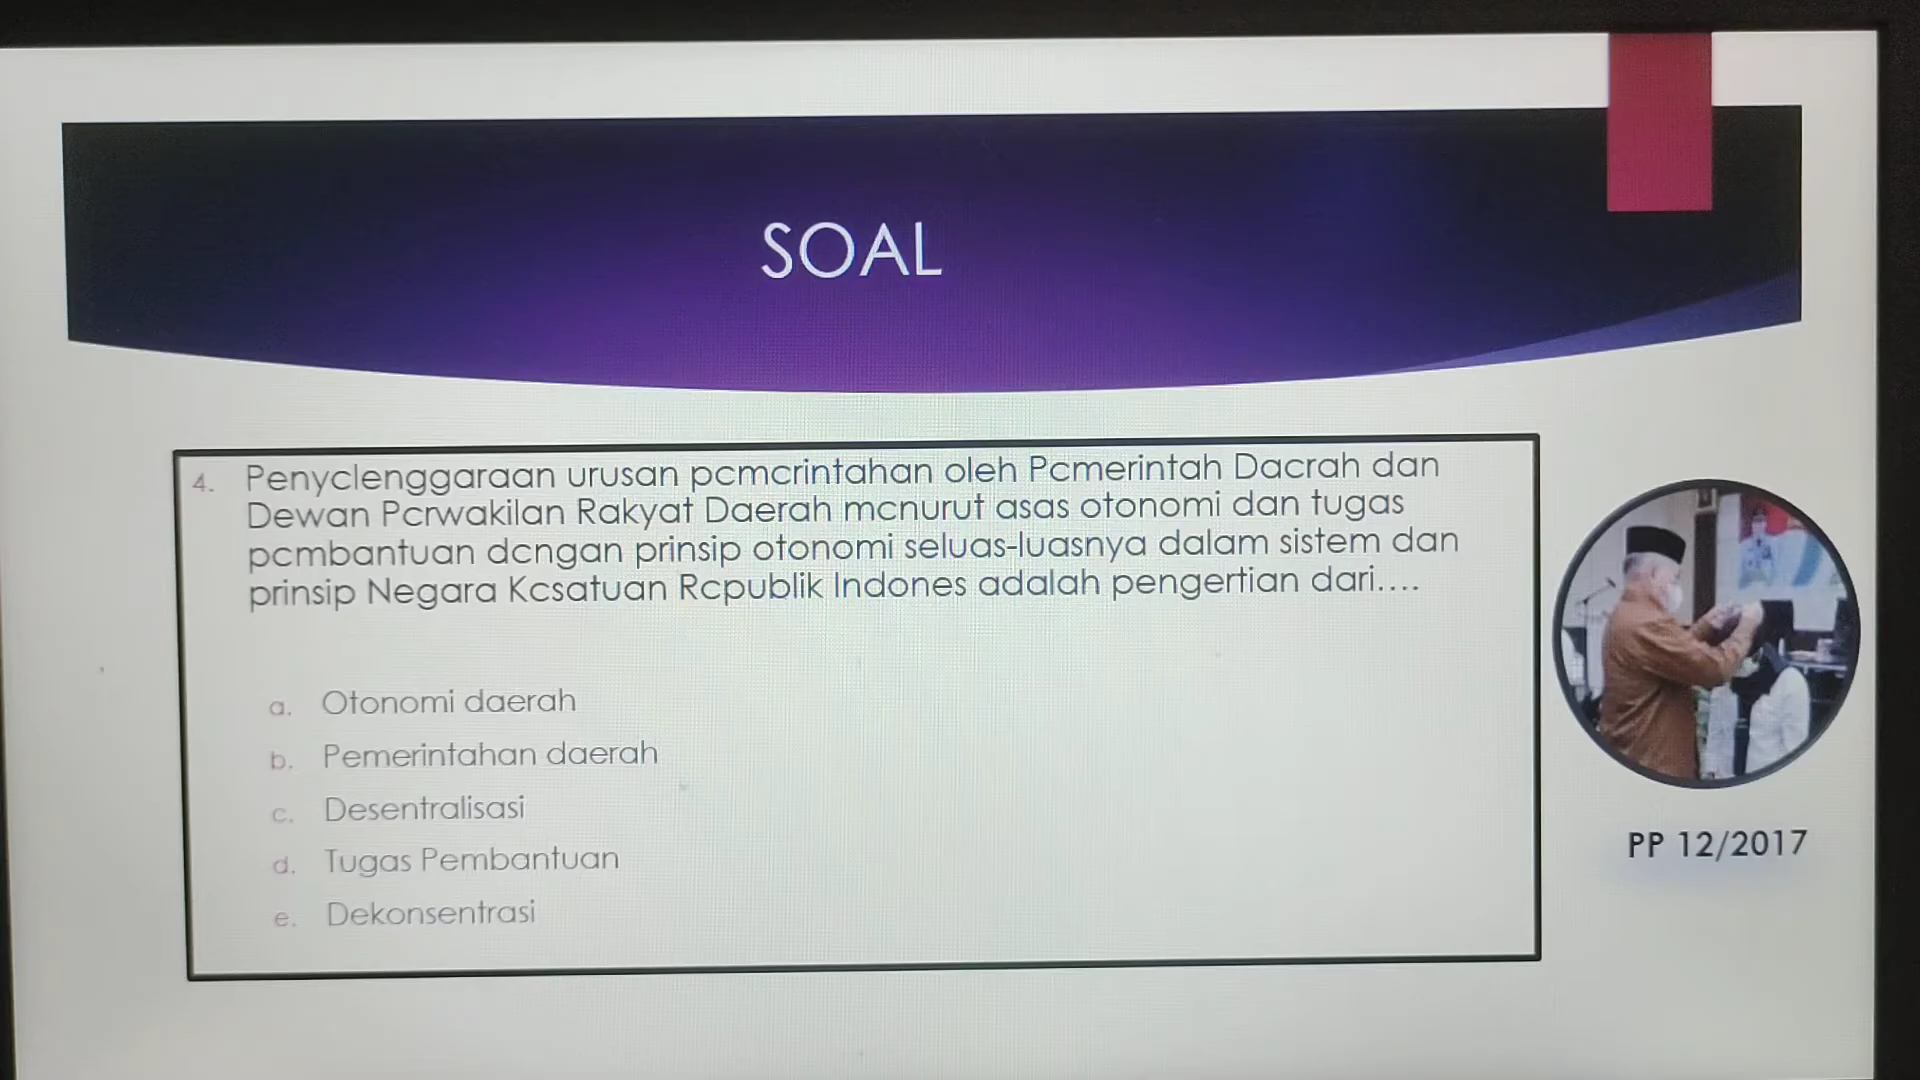 SOAL
4. Penyclenggaraan urusan pcmcrintahan oleh Pcmerintah Dacrah dan
Dewan Pcrwakilan Rakyat Daerah mcnurut asas otonomi dan tugas
pcmbantuan dcngan prinsip otonomi seluas-luasnya dalam sistem dan
prinsip Negara Kcsatuan Rcpublik Indones adalah pengertian dari....
a. Otonomi daerah
b. Pemerintahan daerah
c. Desentralisasi
d. Tugas Pembantuan
e. Dekonsentrasi
PP 12/2017